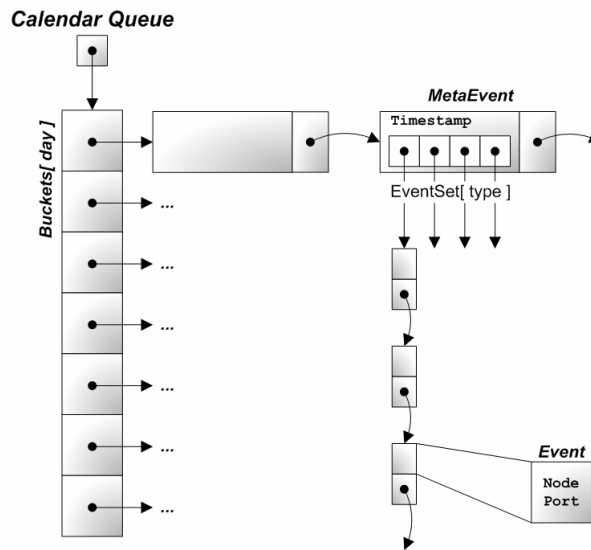 Calendar Queue
MetaEvent
Timestamp
Buckets[ day ]
EventSet[ type ]
...
...
...
...
...
...
Event
Node
Port